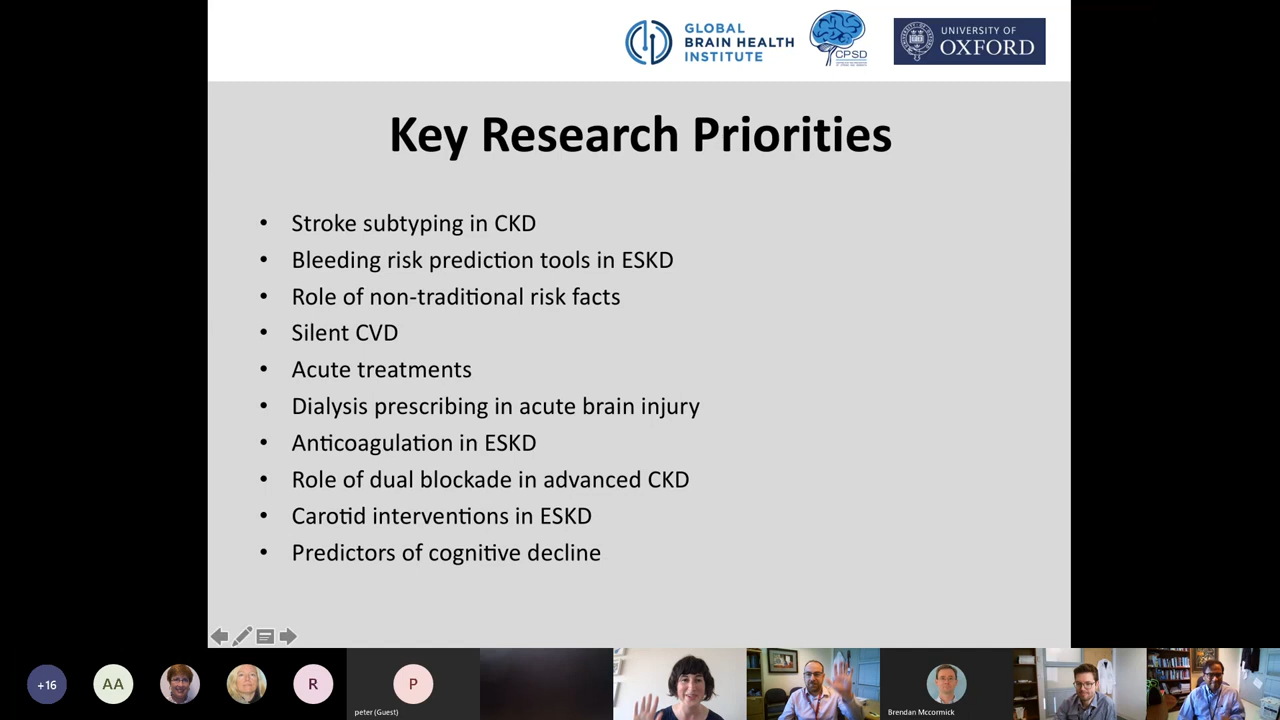 GLOBAL
BRAIN HEALTH
INSTITUTE
CPSD
UNIVERSITY OF
OXFORD
Key Research Priorities
• Stroke subtyping in CKD
• Bleeding risk prediction tools in ESKD
• Role of non-traditional risk facts
• Silent CVD
• Acute treatments
• Dialysis prescribing in acute brain injury
• Anticoagulation in ESKD
• Role of dual blockade in advanced CKD
• Carotid interventions in ESKD
• Predictors of cognitive decline
+16
AA
R
P
peter (Guest)
Brendan Mccormick